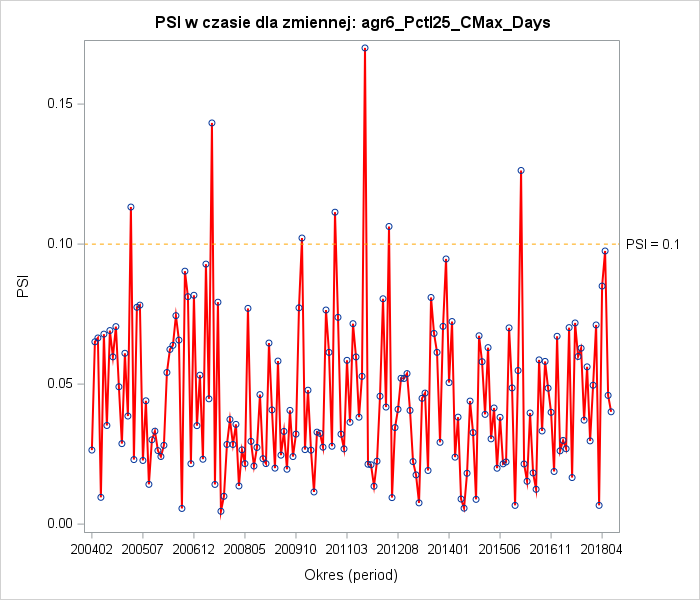 PSI w czasie dla zmiennej: agr6_Pctl25_CMax_Days
0.15
0.10
PSI = 0.1
PSI
0.05
0.00
200402 200507 200612 200805 200910 201103 201208 201401 201506 201611 201804
Okres (period)